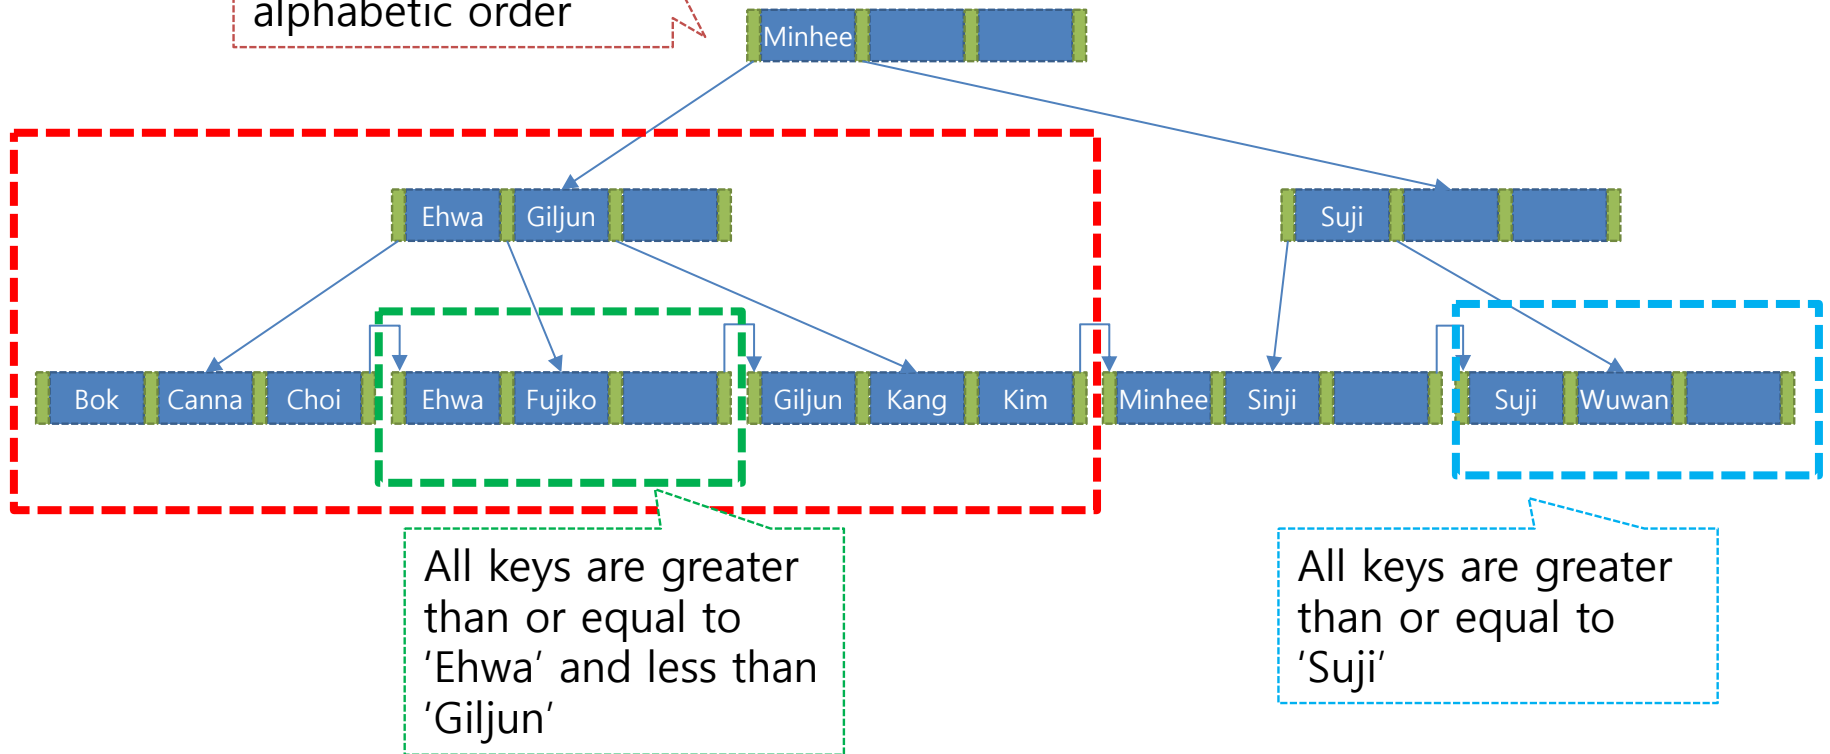 alphabetic order
Minhee
Ehwa Giljun
Suji
Bok Canna Choi Ehwa Fujiko Giljun Kang Kim Minhee Sinji Suji Wuwan
All keys are greater
than or equal to
‘Ehwa’ and less than
‘Giljun’
All keys are greater
than or equal to
‘Suji’